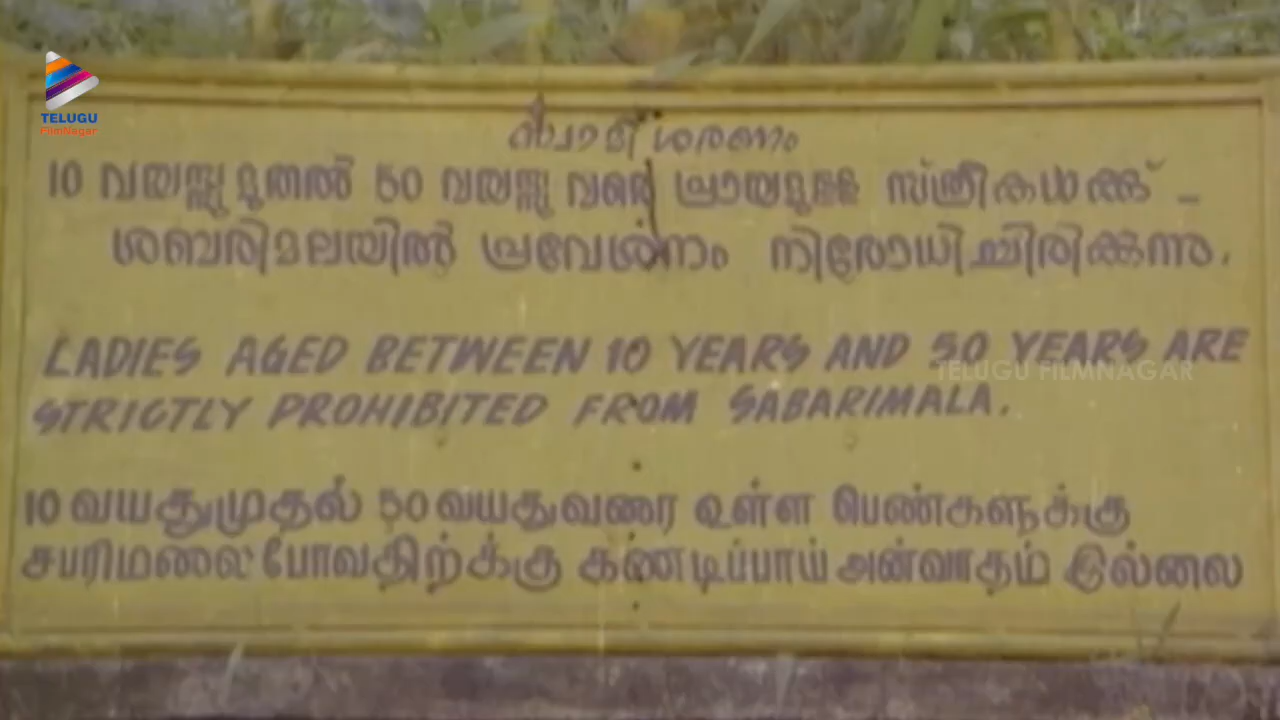 TELUGU
FilmNagar
സ്വാമി ശരണം
10 വയസ്സുമുതൽ 50 വയസ്സു വരെ പ്രായമുള്ള സ്ത്രീകൾക്ക് -
ശബരിമലയിൽ പ്രവേശനം നിരോധിച്ചിരിക്കുന്നു.
LADIES AGED BETWEEN 10 YEARS AND 50 YEARS ARE
TELUGU FILMNAGAR
STRICTLY PROHIBITED FROM SABARIMALA.
10 வயதுமுதல் 50 வயதுவரை உள்ள பெண்களுக்கு
சபரிமலை போவதிற்க்கு கண்டிப்பாய் அன்வாதம் இல்லை